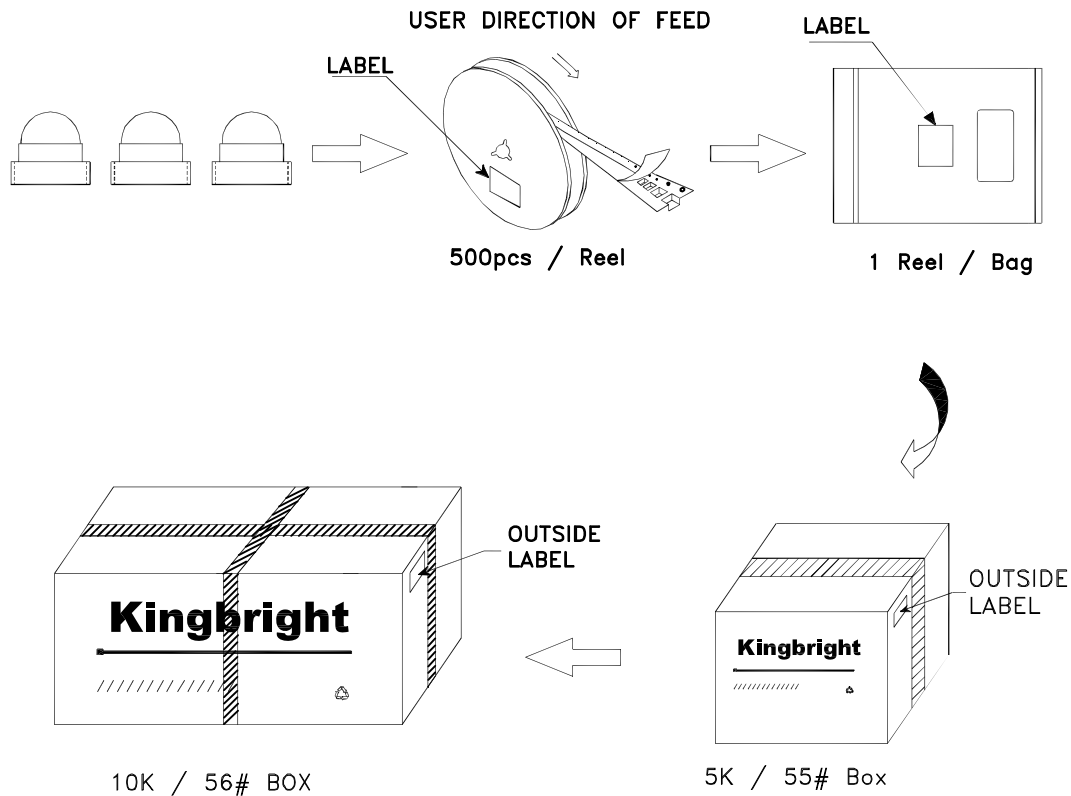 USER DIRECTION OF FEED
LABEL
LABEL
500pcs / Reel
1 Reel / Bag
OUTSIDE
LABEL
Kingbright
10K / 56# BOX
OUTSIDE
LABEL
Kingbright
5K / 55# Box